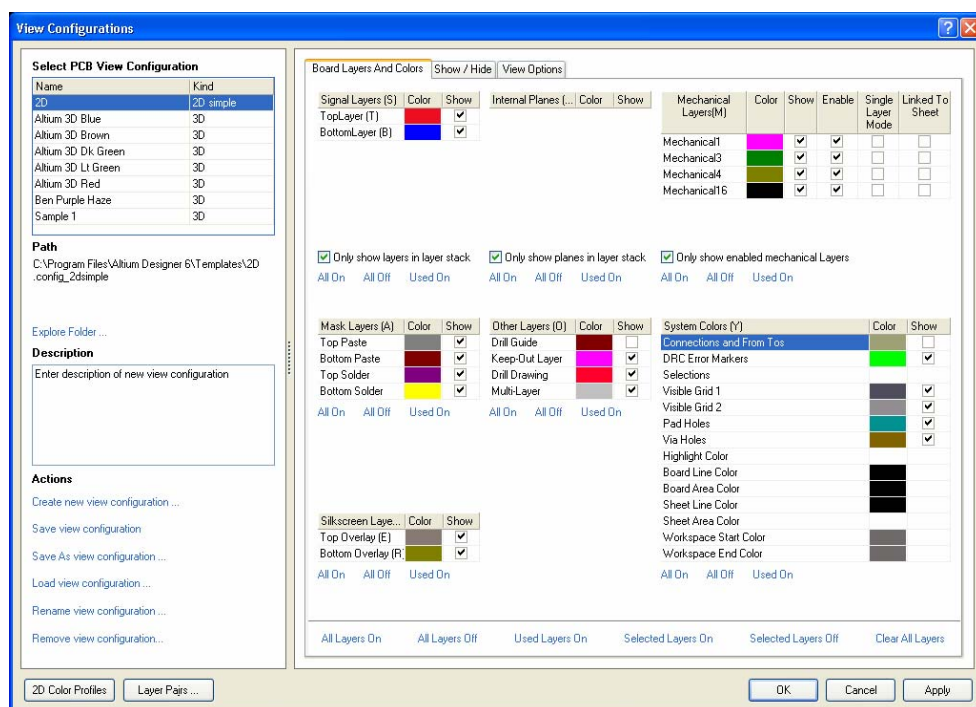 View Configurations
Select PCB View Configuration
Name Kind
2D 2D simple
Altium 3D Blue 3D
Altium 3D Brown 3D
Altium 3D Dk Green 3D
Altium 3D Lt Green 3D
Altium 3D Red 3D
Ben Purple Haze 3D
Sample 1 3D
Path
C:\Program Files\Altium Designer 6\Templates\2D
.config_2dsimple
Explore Folder ...
Description
Enter description of new view configuration
Actions
Create new view configuration ...
Save view configuration
Save As view configuration ...
Load view configuration ...
Rename view configuration ...
Remove view configuration...
Board Layers And Colors Show / Hide View Options
Signal Layers (S) Color Show
TopLayer (T)
BottomLayer (B)
Only show layers in layer stack
All On All Off Used On
Internal Planes (... Color Show
Only show planes in layer stack
All On All Off Used On
Mechanical Layers(M) Color Show Enable Single Layer Mode Linked To Sheet
Mechanical1
Mechanical3
Mechanical4
Mechanical16
Only show enabled mechanical Layers
All On All Off Used On
Mask Layers (A) Color Show
Top Paste
Bottom Paste
Top Solder
Bottom Solder
All On All Off Used On
Other Layers (O) Color Show
Drill Guide
Keep-Out Layer
Drill Drawing
Multi-Layer
All On All Off Used On
System Colors (Y) Color Show
Connections and From Tos
DRC Error Markers
Selections
Visible Grid 1
Visible Grid 2
Pad Holes
Via Holes
Highlight Color
Board Line Color
Board Area Color
Sheet Line Color
Sheet Area Color
Workspace Start Color
Workspace End Color
All On All Off Used On
Silkscreen Laye... Color Show
Top Overlay (E)
Bottom Overlay (R)
All On All Off Used On
All Layers On All Layers Off Used Layers On Selected Layers On Selected Layers Off Clear All Layers
2D Color Profiles Layer Pairs ... OK Cancel Apply